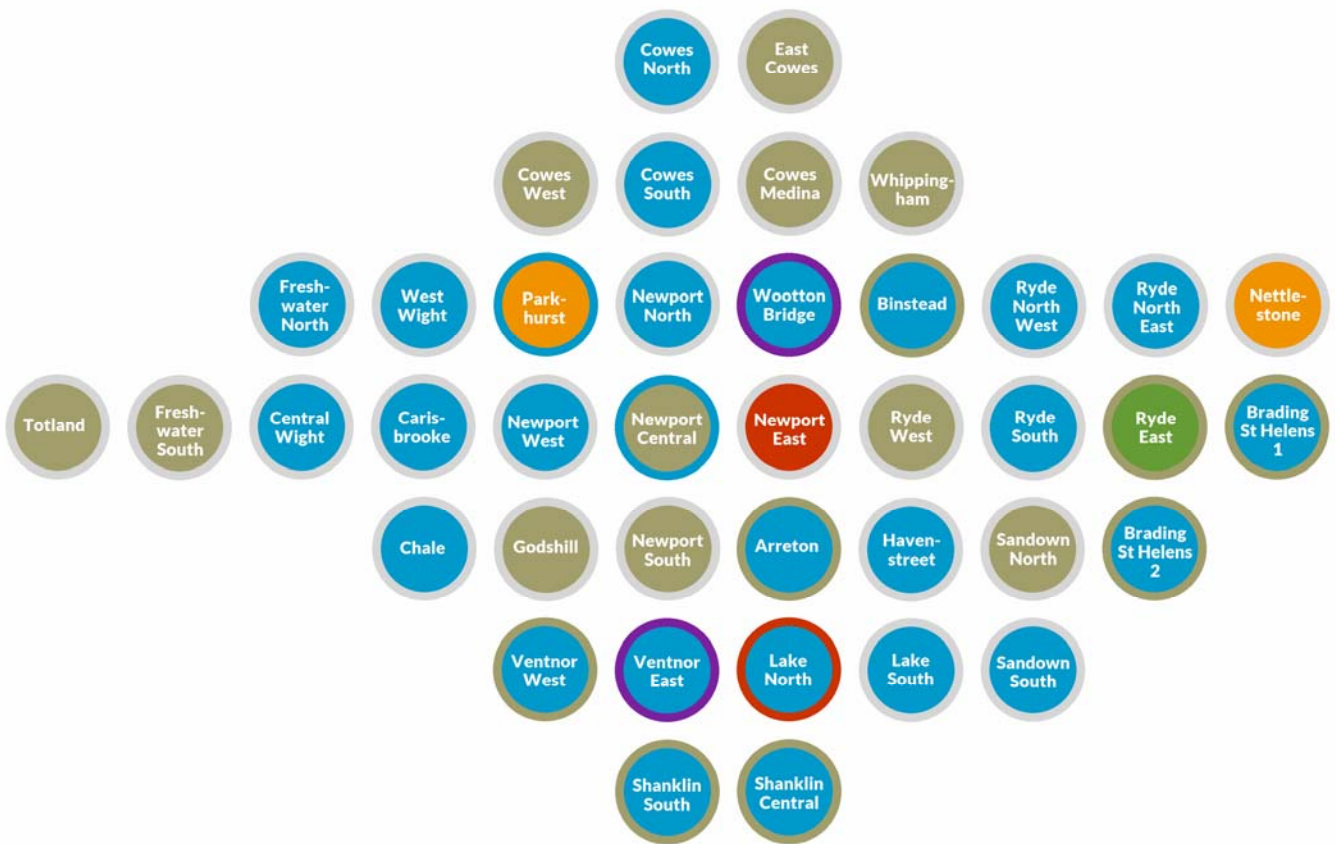 Cowes
North
East
Cowes
Cowes
West
Cowes
South
Cowes
Medina
Whipping-
ham
Fresh-
water
North
West
Wight
Park-
hurst
Newport
North
Wootton
Bridge
Binstead
Ryde
North
West
Ryde
North
East
Nettle-
stone
Totland
Fresh-
water
South
Central
Wight
Caris-
brooke
Newport
West
Newport
Central
Newport
East
Ryde
West
Ryde
South
Ryde
East
Brading
St Helens
1
Chale
Godshill
Newport
South
Arreton
Haven-
street
Sandown
North
Brading
St Helens
2
Ventnor
West
Ventnor
East
Lake
North
Lake
South
Sandown
South
Shanklin
South
Shanklin
Central